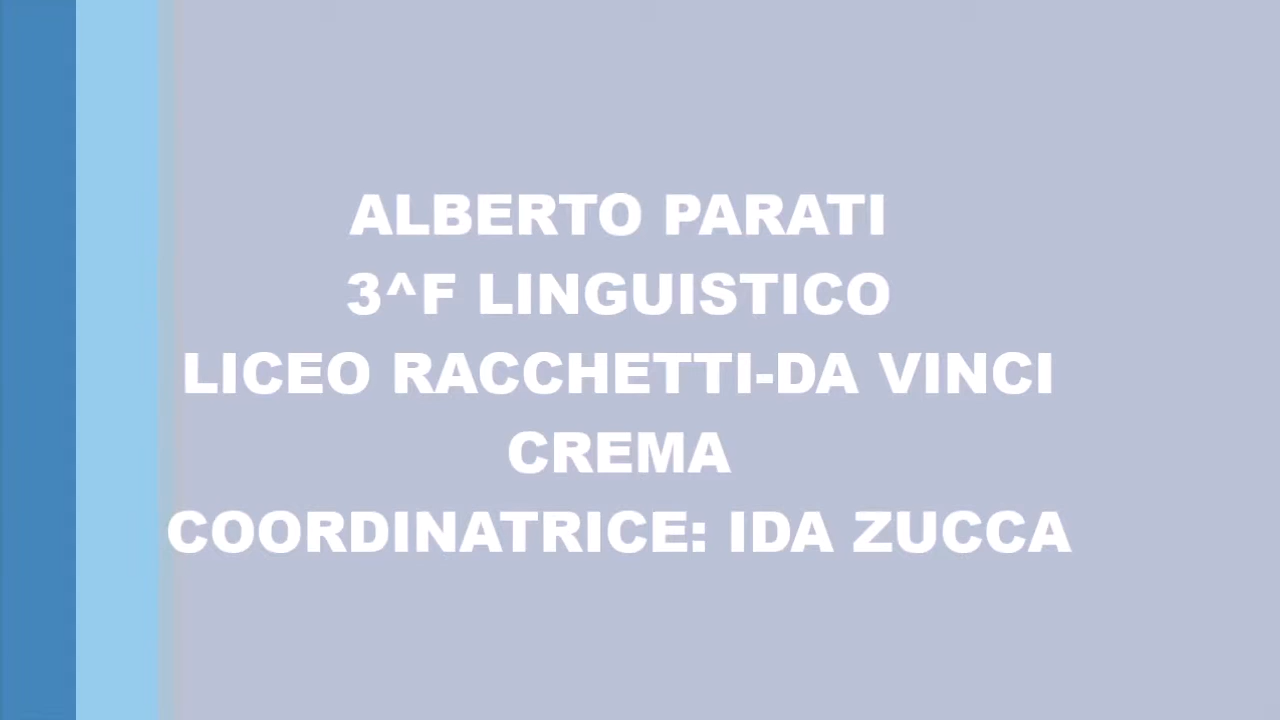 ALBERTO PARATI
3^F LINGUISTICO
LICEO RACCHETTI-DA VINCI
CREMA
COORDINATRICE: IDA ZUCCA